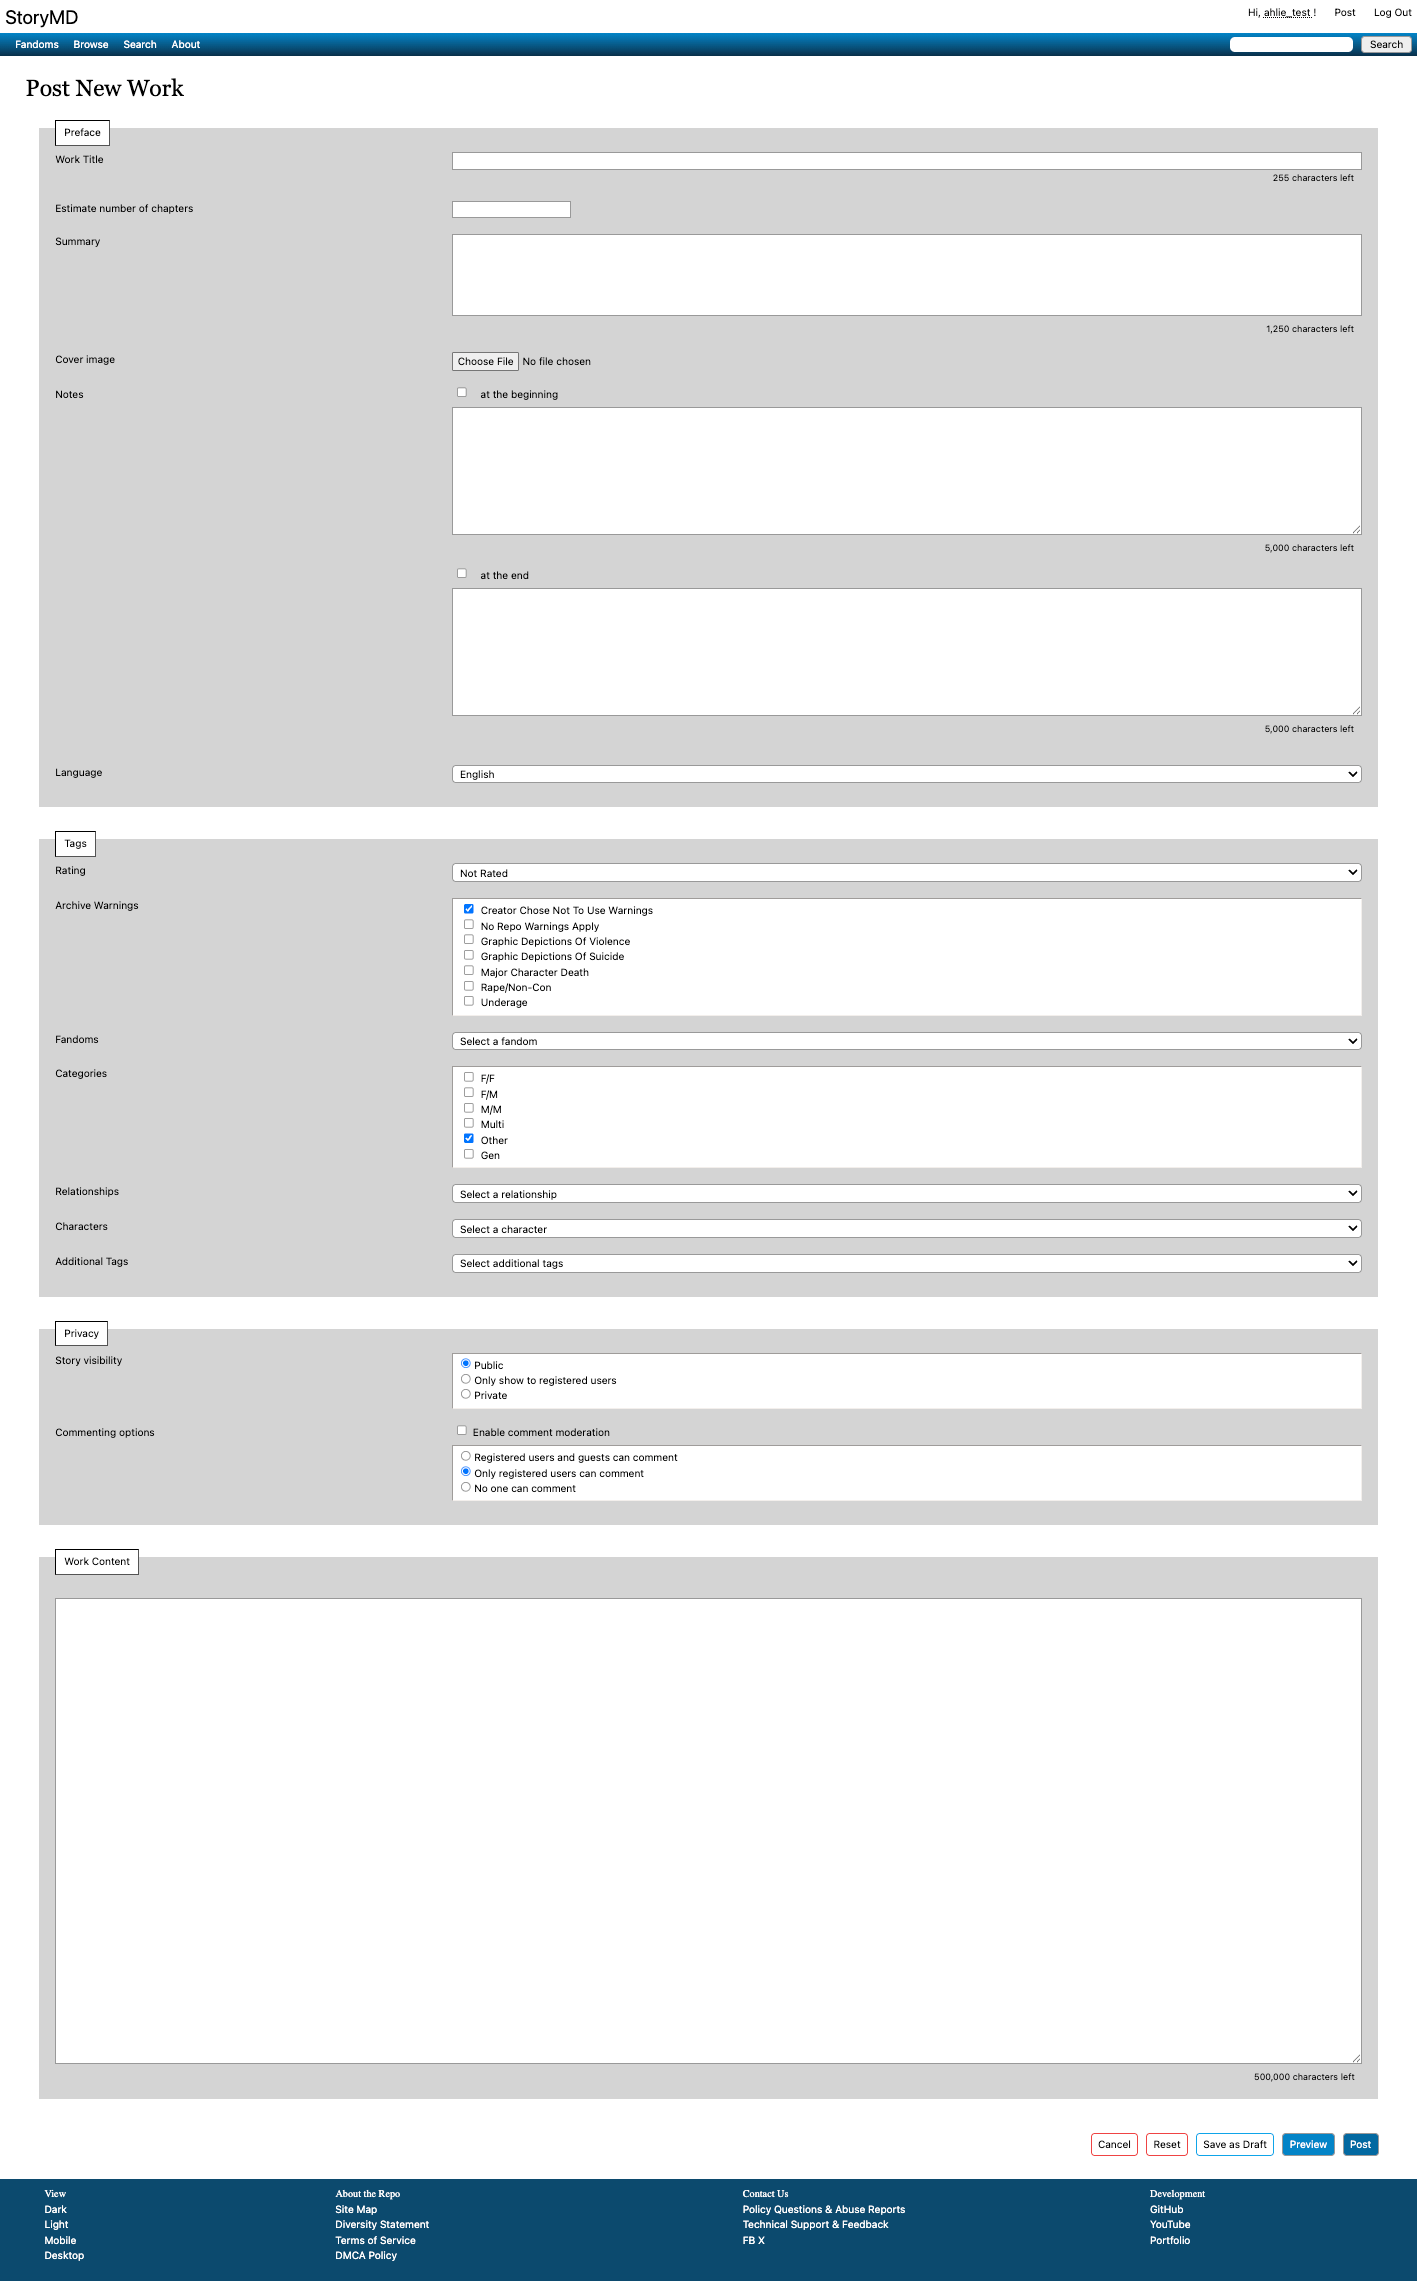 StoryMD
Hi, ahlie_test ! Post Log Out
Fandoms Browse Search About Search
Post New Work
Preface
Work Title
255 characters left
Estimate number of chapters
Summary
1,250 characters left
Cover image Choose File No file chosen
Notes at the beginning
5,000 characters left
at the end
5,000 characters left
Language English
Tags
Rating Not Rated
Archive Warnings Creator Chose Not To Use Warnings
No Repo Warnings Apply
Graphic Depictions Of Violence
Graphic Depictions Of Suicide
Major Character Death
Rape/Non-Con
Underage
Fandoms Select a fandom
Categories F/F
F/M
M/M
Multi
Other
Gen
Relationships Select a relationship
Characters Select a character
Additional Tags Select additional tags
Privacy
Story visibility Public
Only show to registered users
Private
Commenting options Enable comment moderation
Registered users and guests can comment
Only registered users can comment
No one can comment
Work Content
500,000 characters left
Cancel Reset Save as Draft Preview Post
View
Dark
Light
Mobile
Desktop
About the Repo
Site Map
Diversity Statement
Terms of Service
DMCA Policy
Contact Us
Policy Questions & Abuse Reports
Technical Support & Feedback
FB X
Development
GitHub
YouTube
Portfolio